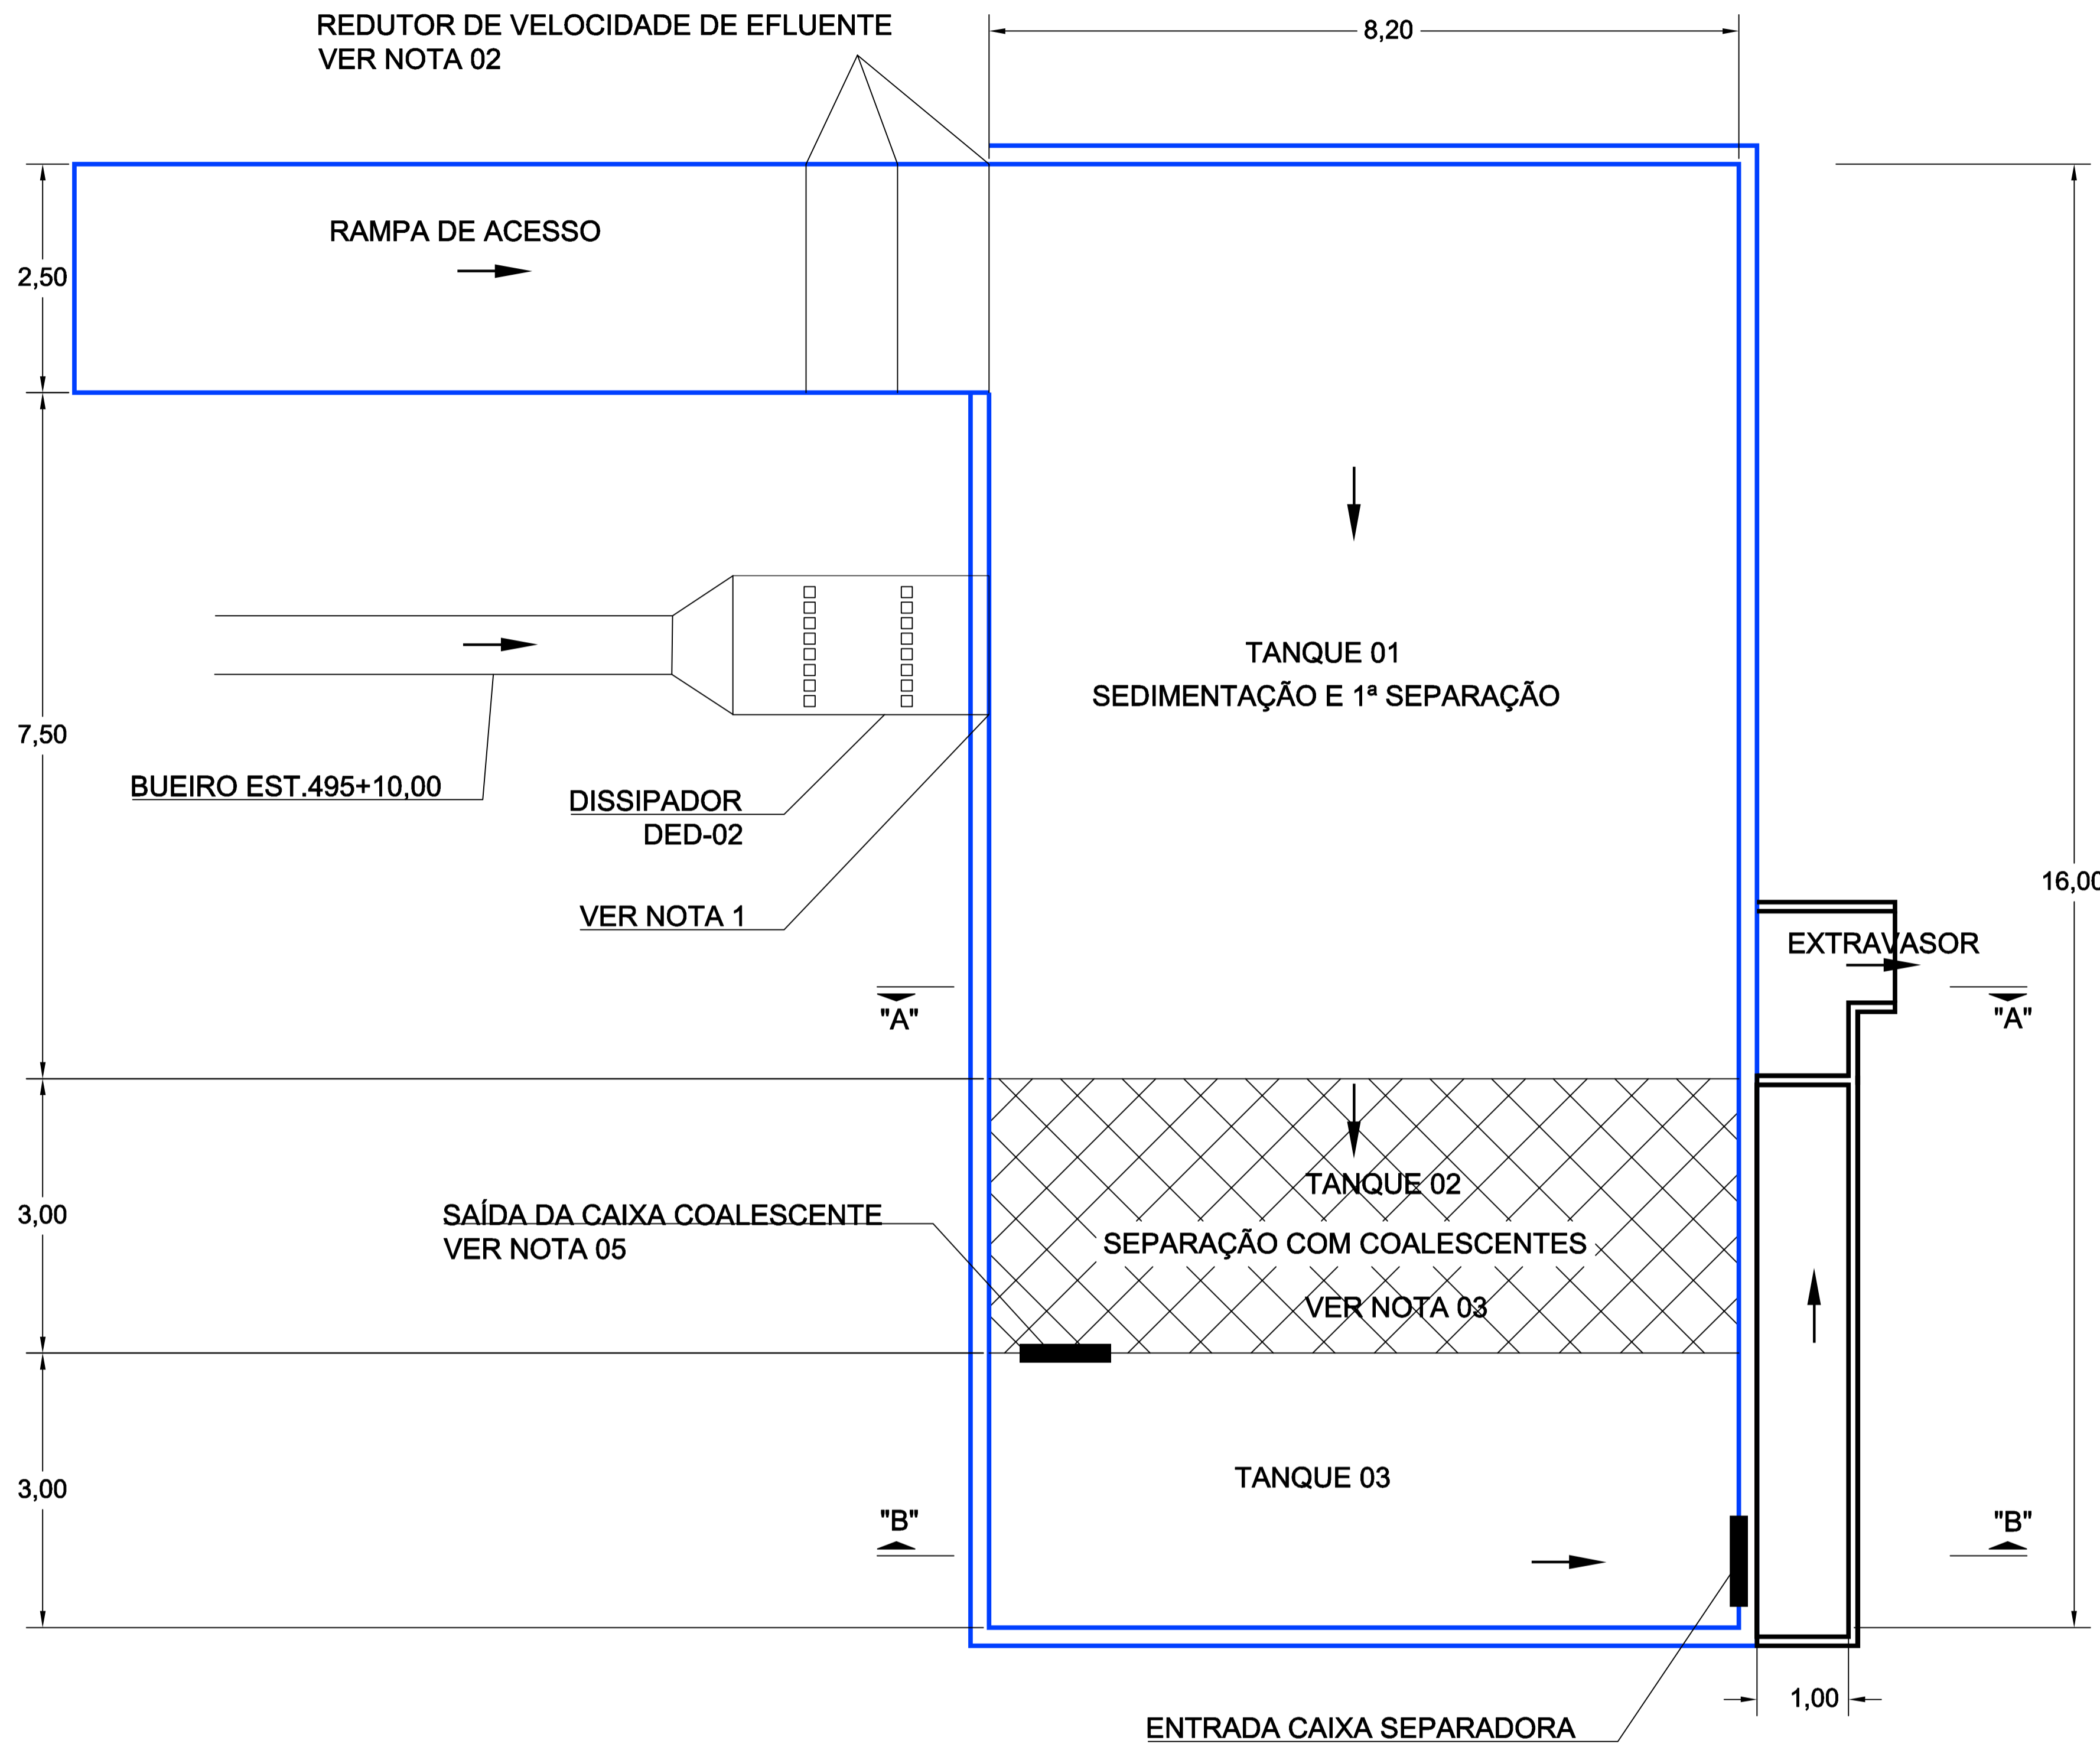 REDUTOR DE VELOCIDADE DE EFLUENTE
VER NOTA 02
8,20
RAMPA DE ACESSO
2,50
TANQUE 01
SEDIMENTAÇÃO E 1ª SEPARAÇÃO
7,50
BUEIRO EST.495+10,00
DISSIPADOR
DED-02
VER NOTA 1
16,00
EXTRAVASOR
"A"
"A"
TANQUE 02
SEPARAÇÃO COM COALESCENTES
VER NOTA 03
3,00
SAÍDA DA CAIXA COALESCENTE
VER NOTA 05
TANQUE 03
3,00
"B"
"B"
1,00
ENTRADA CAIXA SEPARADORA